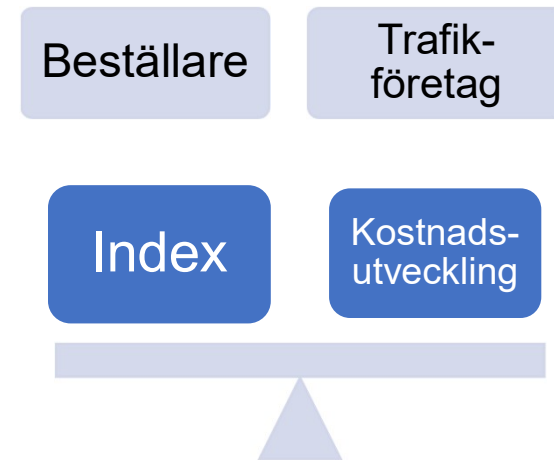 Beställare
Trafik-
företag
Index
Kostnads-
utveckling